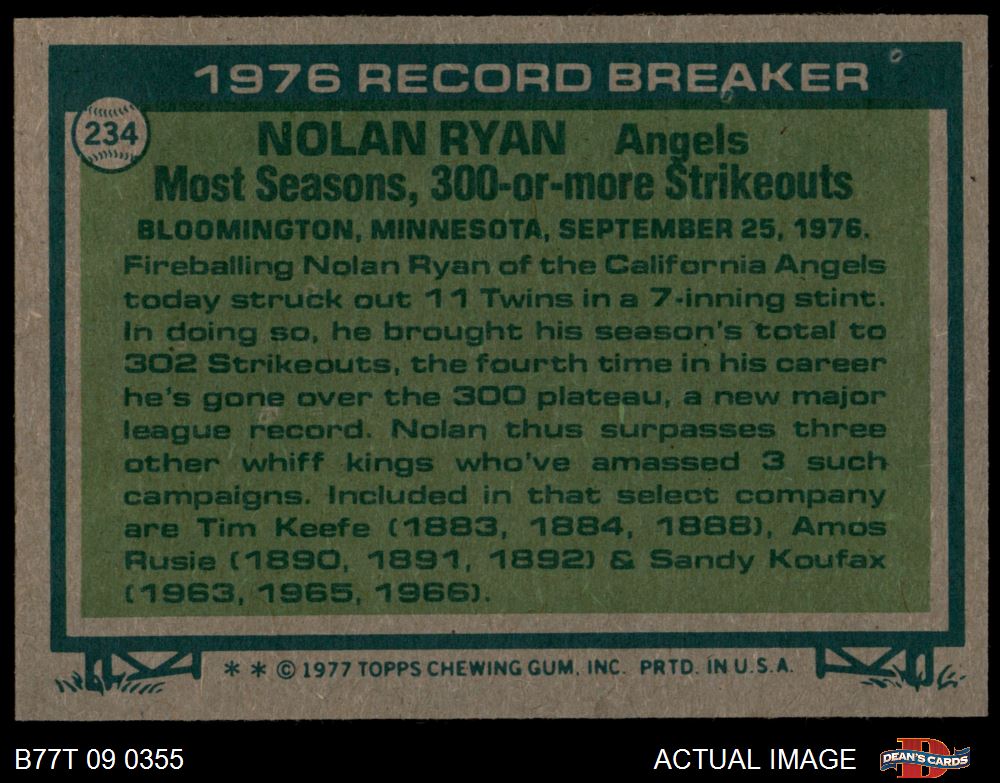 1976 RECORD BREAKER
234
NOLAN RYAN Angels
Most Seasons, 300-or-more Strikeouts
BLOOMINGTON, MINNESOTA, SEPTEMBER 25, 1976.
Fireballing Nolan Ryan of the California Angels
today struck out 11 Twins in a 7-inning stint.
In doing so, he brought his season's total to
302 Strikeouts, the fourth time in his career
he's gone over the 300 plateau, a new major
league record. Nolan thus surpasses three
other whiff kings who've amassed 3 such
campaigns. Included in that select company
are Tim Keefe (1883, 1884, 1888), Amos
Rusie (1890, 1891, 1892) & Sandy Koufax
(1963, 1965, 1966).
* * © 1977 TOPPS CHEWING GUM, INC. PRTD. IN U.S.A.
B77T 09 0355
ACTUAL IMAGE
D
DEAN'S CARDS